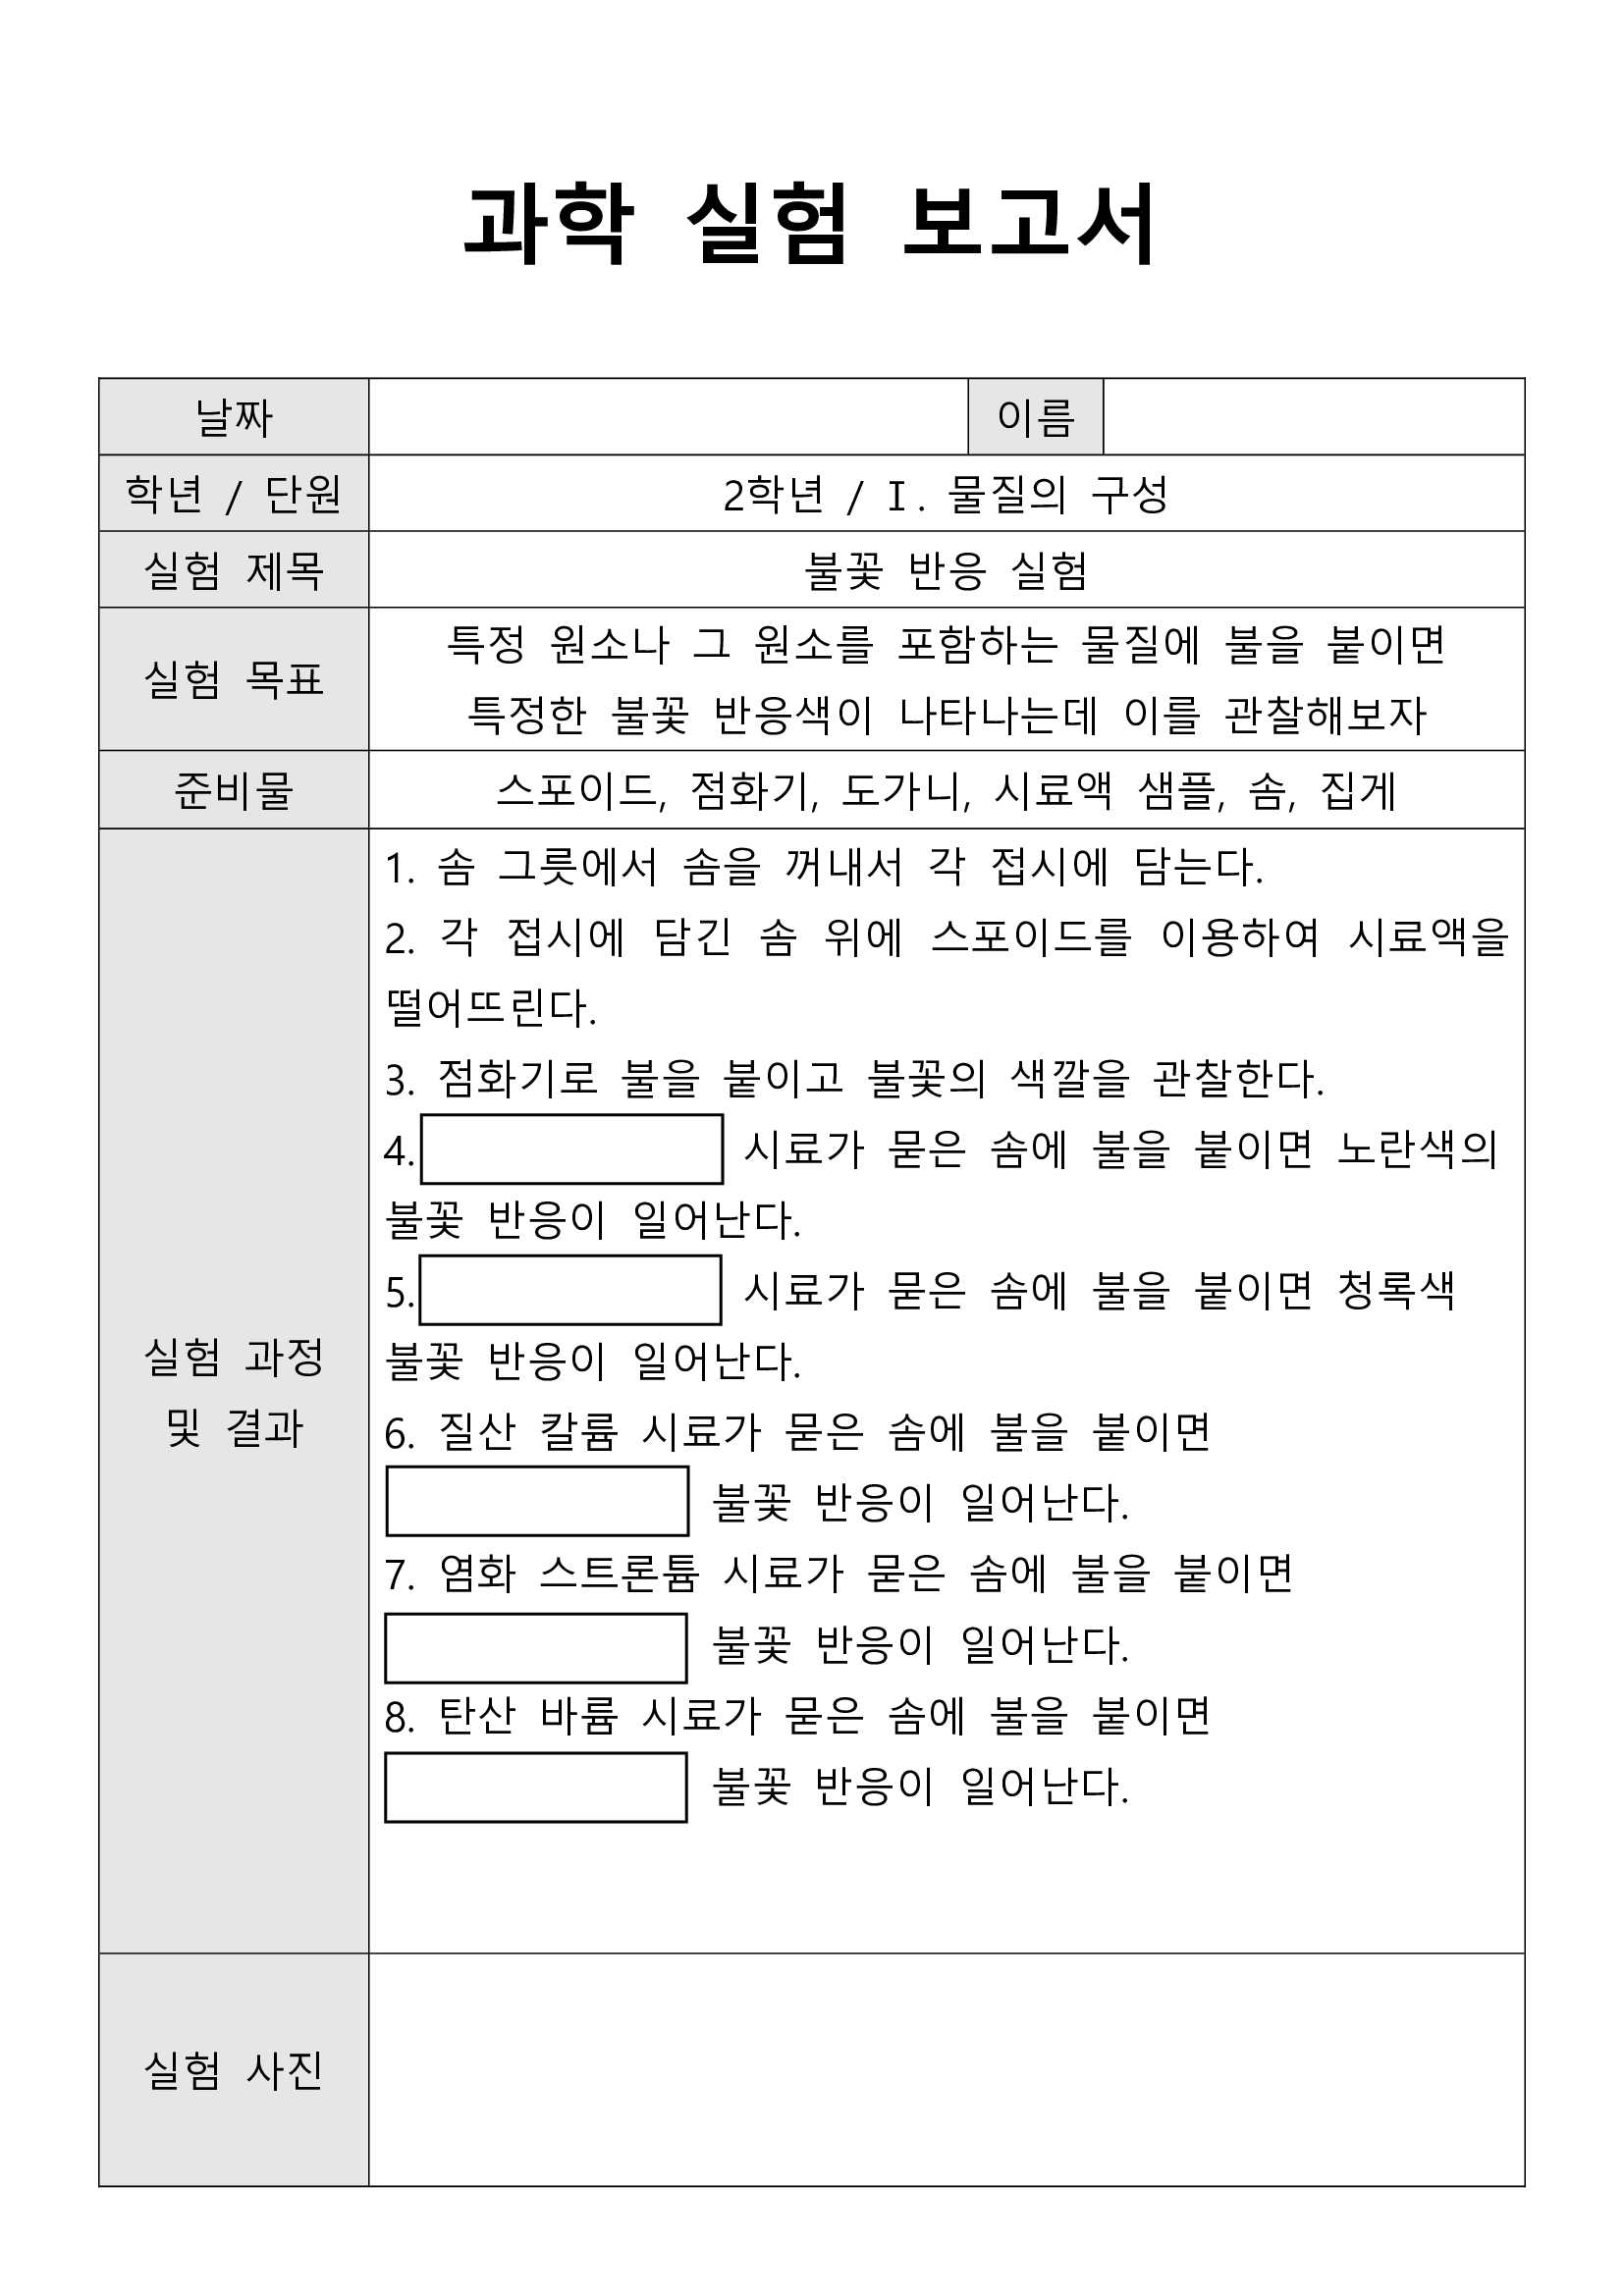 과학 실험 보고서
날짜 이름
학년 / 단원 2학년 / Ⅰ. 물질의 구성
실험 제목 불꽃 반응 실험
실험 목표
특정 원소나 그 원소를 포함하는 물질에 불을 붙이면
특정한 불꽃 반응색이 나타나는데 이를 관찰해보자
준비물 스포이드, 점화기, 도가니, 시료액 샘플, 솜, 집게
실험 과정
및 결과
1. 솜 그릇에서 솜을 꺼내서 각 접시에 담는다.
2. 각 접시에 담긴 솜 위에 스포이드를 이용하여 시료액을
떨어뜨린다.
3. 점화기로 불을 붙이고 불꽃의 색깔을 관찰한다.
4. 시료가 묻은 솜에 불을 붙이면 노란색의
불꽃 반응이 일어난다.
5. 시료가 묻은 솜에 불을 붙이면 청록색
불꽃 반응이 일어난다.
6. 질산 칼륨 시료가 묻은 솜에 불을 붙이면
불꽃 반응이 일어난다.
7. 염화 스트론튬 시료가 묻은 솜에 불을 붙이면
불꽃 반응이 일어난다.
8. 탄산 바륨 시료가 묻은 솜에 불을 붙이면
불꽃 반응이 일어난다.
실험 사진